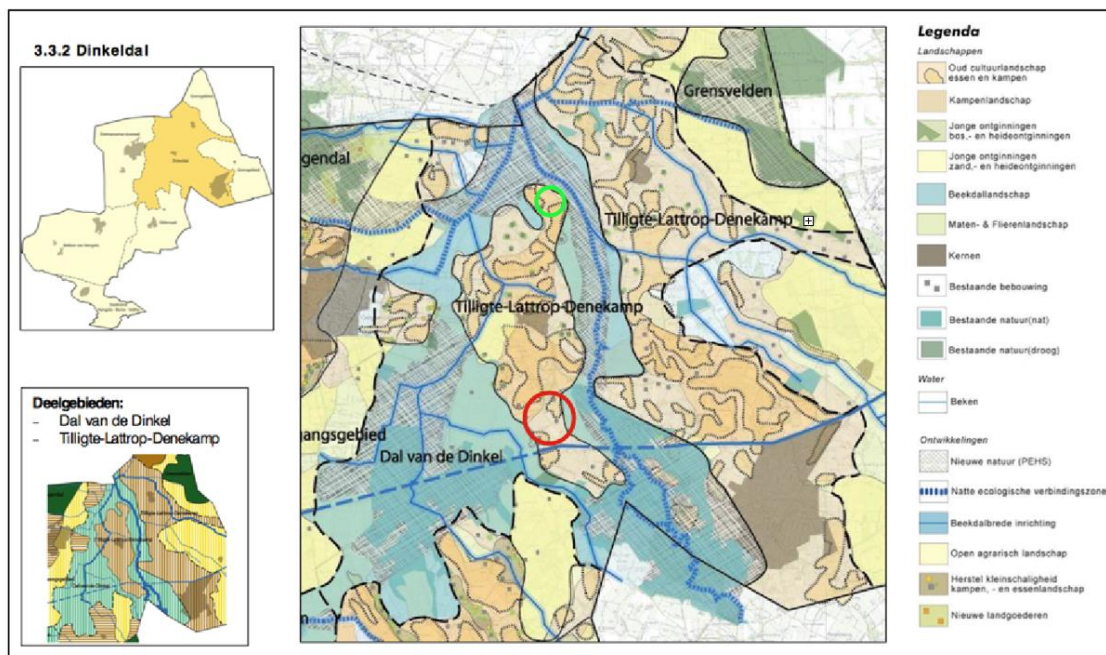 3.3.2 Dinkeldal
Deelgebieden:
- Dal van de Dinkel
- Tilligte-Lattrop-Denekamp
Grensvelden
gendal
Tilligte-Lattrop-Denekamp
Tilligte-Lattrop-Denekamp
nangsgebied
Dal van de Dinkel
Legenda
Landschappen
Oud cultuurlandschap
essen en kampen
Kampenlandschap
Jonge ontginningen
bos,- en heideontginningen
Jonge ontginningen
zand,- en heideontginningen
Beekdallandschap
Maten- & Flierenlandschap
Kernen
Bestaande bebouwing
Bestaande natuur(nat)
Bestaande natuur(droog)
Water
Beken
Ontwikkelingen
Nieuwe natuur (PEHS)
Natte ecologische verbindingszone
Beekdalbrede inrichting
Open agrarisch landschap
Herstel kleinschaligheid
kampen, - en essenlandschap
Nieuwe landgoederen